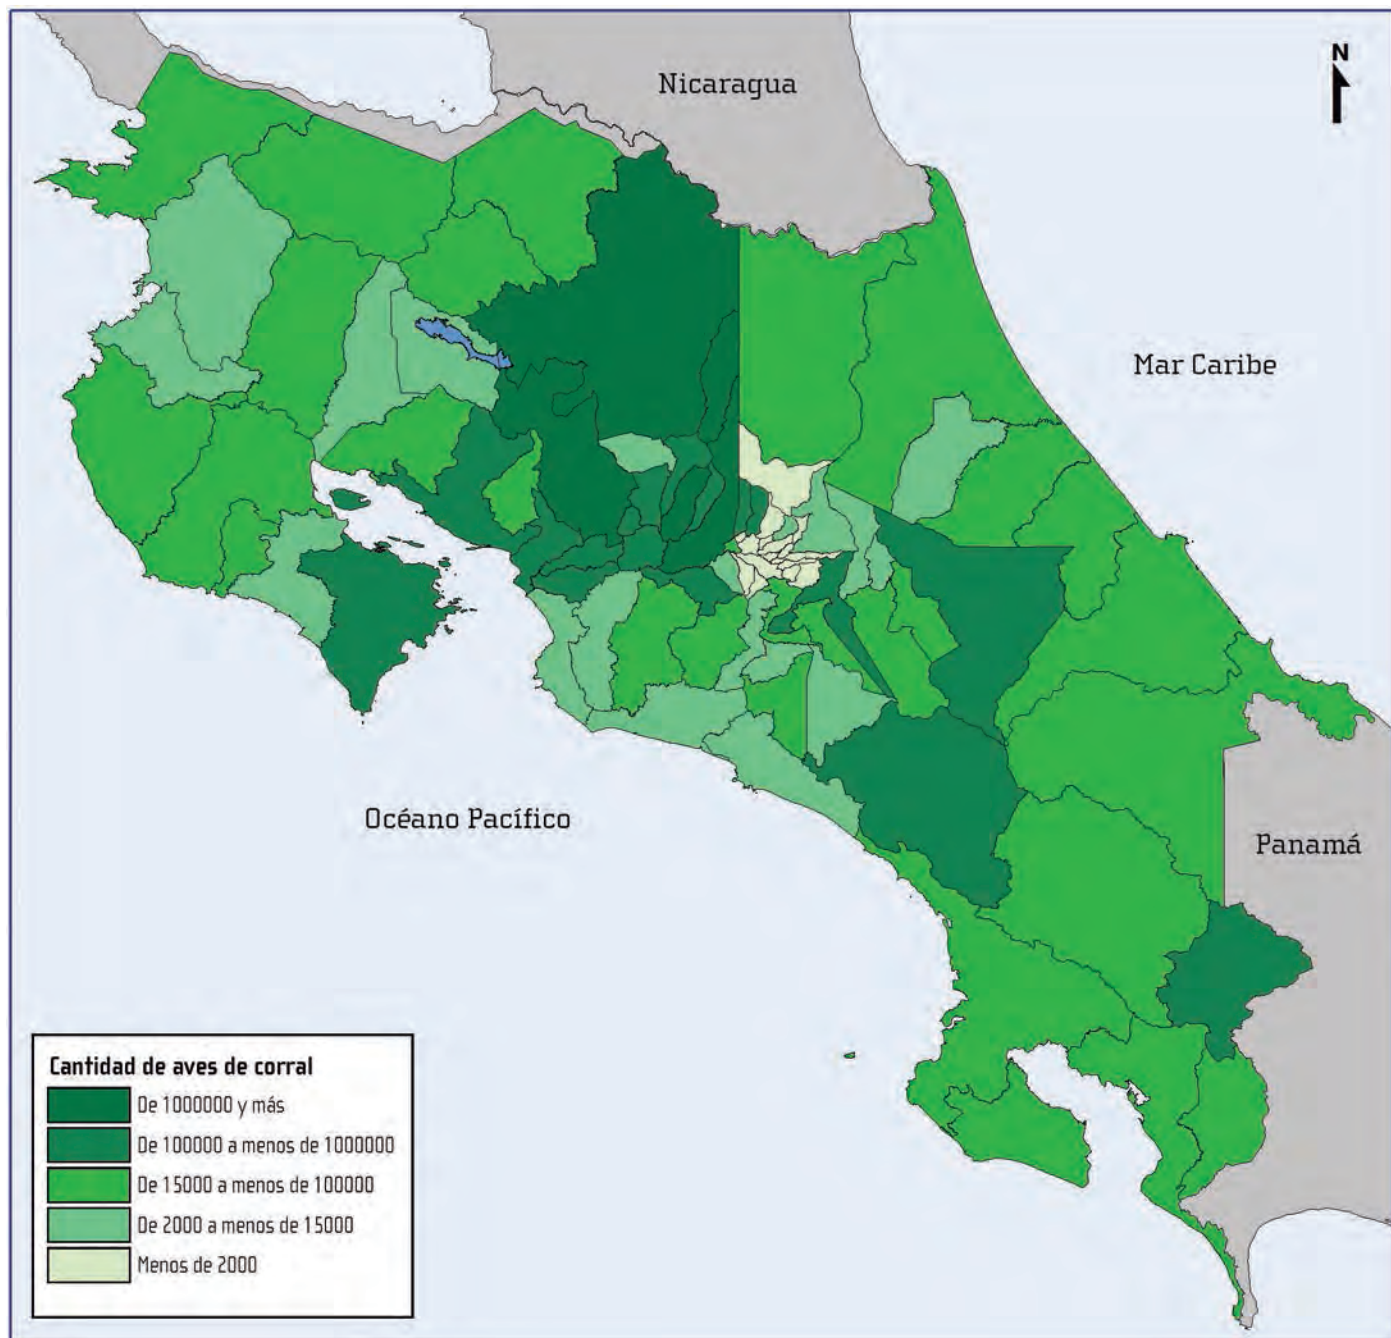 N
Nicaragua
Mar Caribe
Océano Pacífico
Panamá
Cantidad de aves de corral
De 1000000 y más
De 100000 a menos de 1000000
De 15000 a menos de 100000
De 2000 a menos de 15000
Menos de 2000